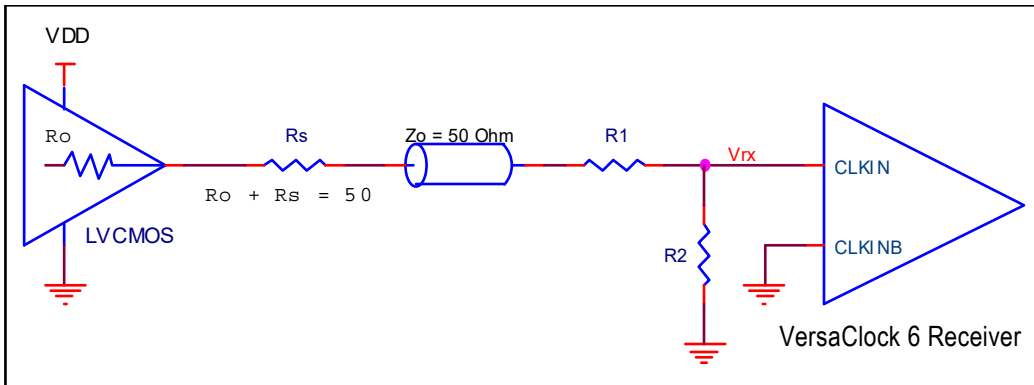 VDD
Ro
Rs
Zo = 50 Ohm
R1
Vrx
CLKIN
Ro + Rs = 50
LVCMOS
R2
CLKINB
VersaClock 6 Receiver